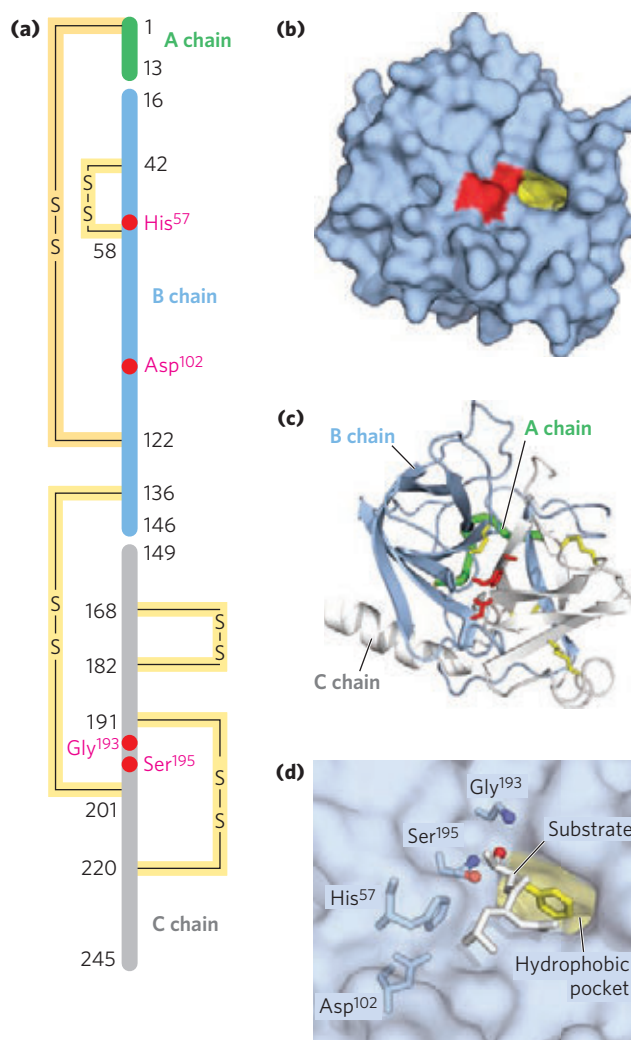 (a)
1
A chain
13
16
42
S
S
His57
58
S
S
B chain
Asp102
122
136
146
149
168
S
S
182
S
S
191
Gly193
Ser195
S
S
201
220
C chain
245
(b)
(c)
B chain
A chain
C chain
(d)
Gly193
Ser195
Substrate
His57
Hydrophobic
pocket
Asp102